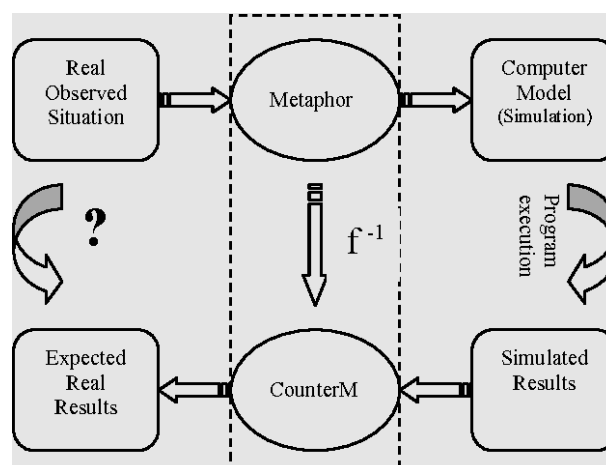 Real
Observed
Situation
Metaphor
Computer
Model
(Simulation)
?
f -1
Program
execution
Expected
Real
Results
CounterM
Simulated
Results